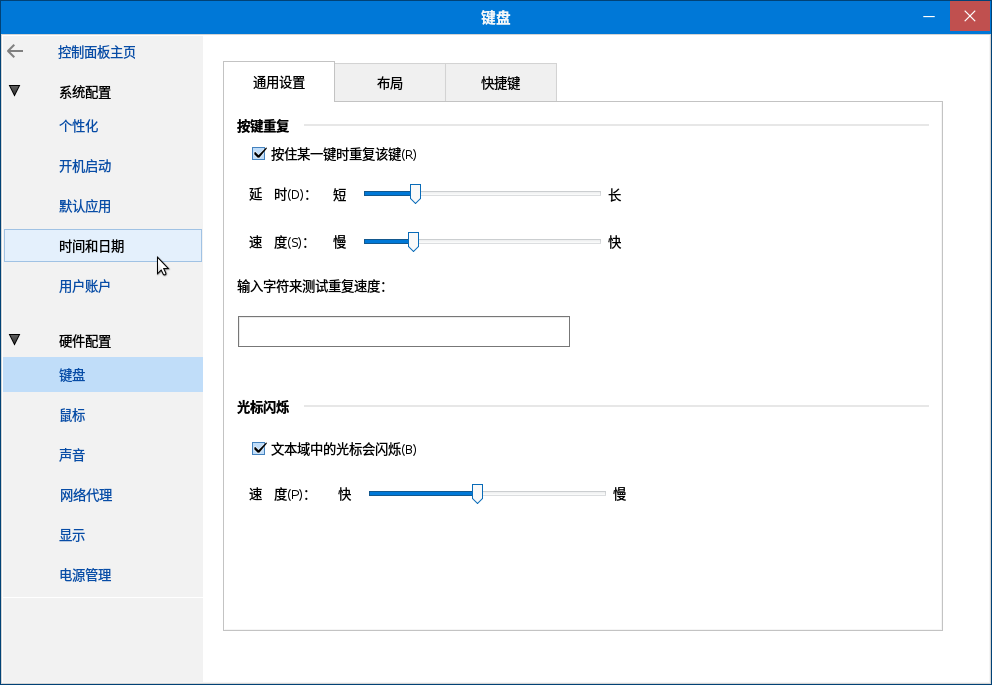 键盘
控制面板主页
系统配置
个性化
开机启动
默认应用
时间和日期
用户账户
硬件配置
键盘
鼠标
声音
网络代理
显示
电源管理
通用设置 布局 快捷键
按键重复
按住某一键时重复该键(R)
延 时(D): 短 长
速 度(S): 慢 快
输入字符来测试重复速度:
光标闪烁
文本域中的光标会闪烁(B)
速 度(P): 快 慢